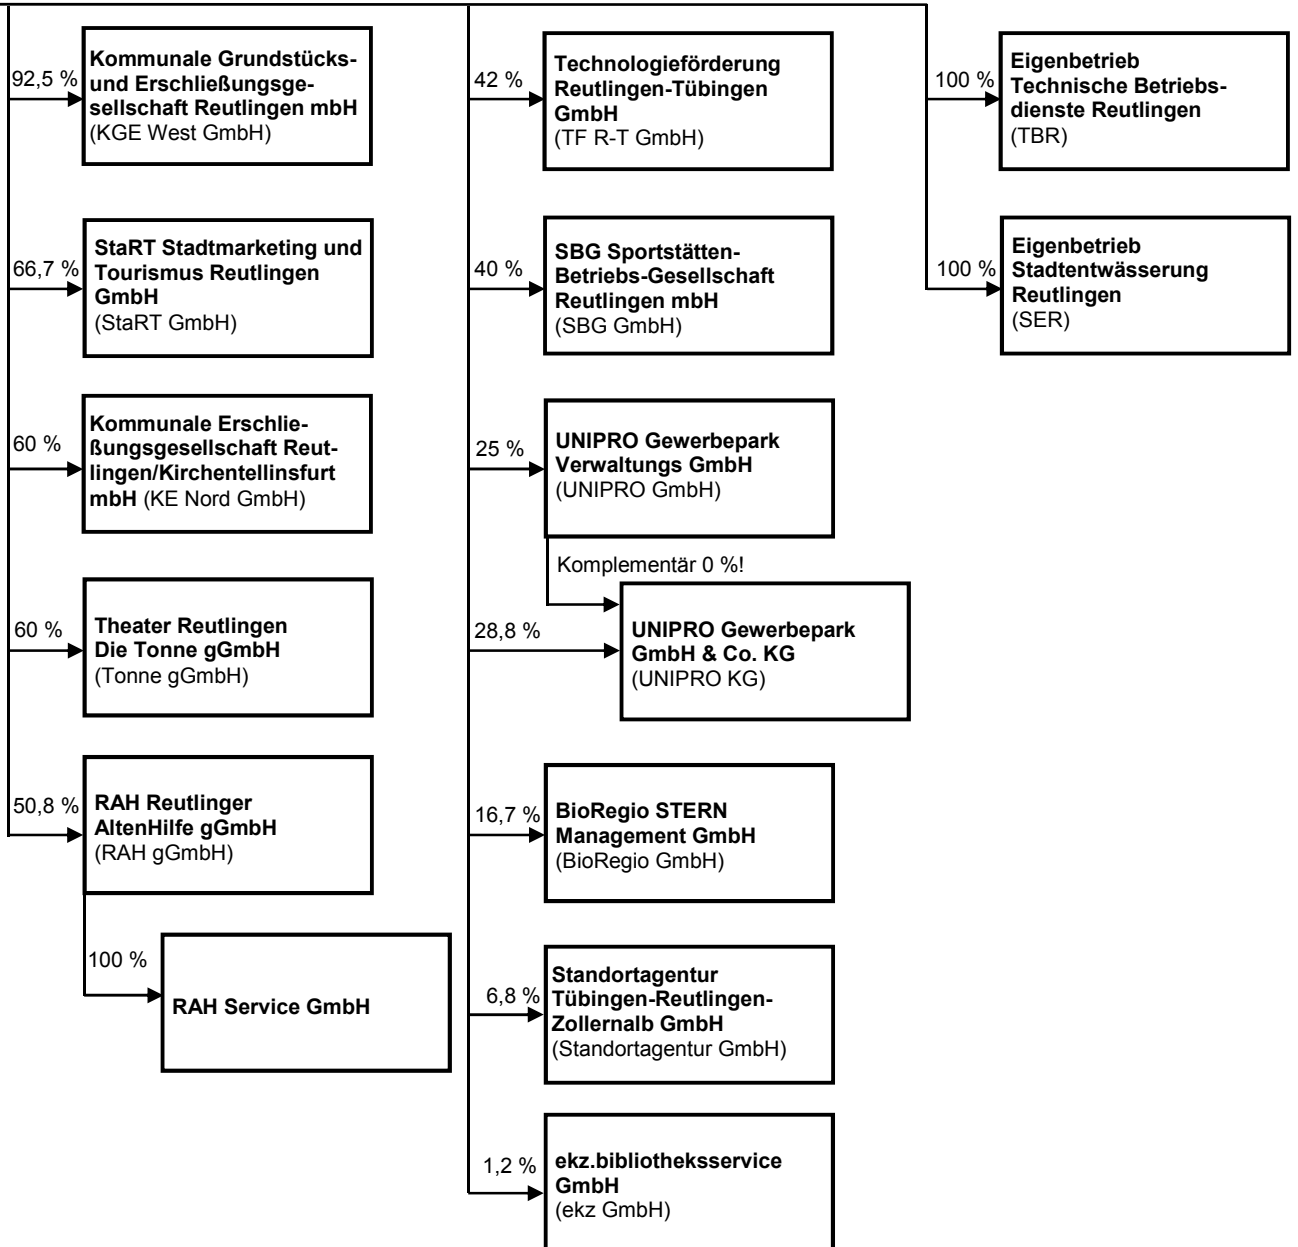 92,5 %
Kommunale Grundstücks-
und Erschließungsge-
sellschaft Reutlingen mbH
(KGE West GmbH)
66,7 %
StaRT Stadtmarketing und
Tourismus Reutlingen
GmbH
(StaRT GmbH)
60 %
Kommunale Erschlie-
ßungsgesellschaft Reut-
lingen/Kirchentellinsfurt
mbH (KE Nord GmbH)
60 %
Theater Reutlingen
Die Tonne gGmbH
(Tonne gGmbH)
50,8 %
RAH Reutlinger
AltenHilfe gGmbH
(RAH gGmbH)
100 %
RAH Service GmbH
42 %
Technologieförderung
Reutlingen-Tübingen
GmbH
(TF R-T GmbH)
40 %
SBG Sportstätten-
Betriebs-Gesellschaft
Reutlingen mbH
(SBG GmbH)
25 %
UNIPRO Gewerbepark
Verwaltungs GmbH
(UNIPRO GmbH)
Komplementär 0 %!
28,8 %
UNIPRO Gewerbepark
GmbH & Co. KG
(UNIPRO KG)
16,7 %
BioRegio STERN
Management GmbH
(BioRegio GmbH)
6,8 %
Standortagentur
Tübingen-Reutlingen-
Zollernalb GmbH
(Standortagentur GmbH)
1,2 %
ekz.bibliotheksservice
GmbH
(ekz GmbH)
100 %
Eigenbetrieb
Technische Betriebs-
dienste Reutlingen
(TBR)
100 %
Eigenbetrieb
Stadtentwässerung
Reutlingen
(SER)